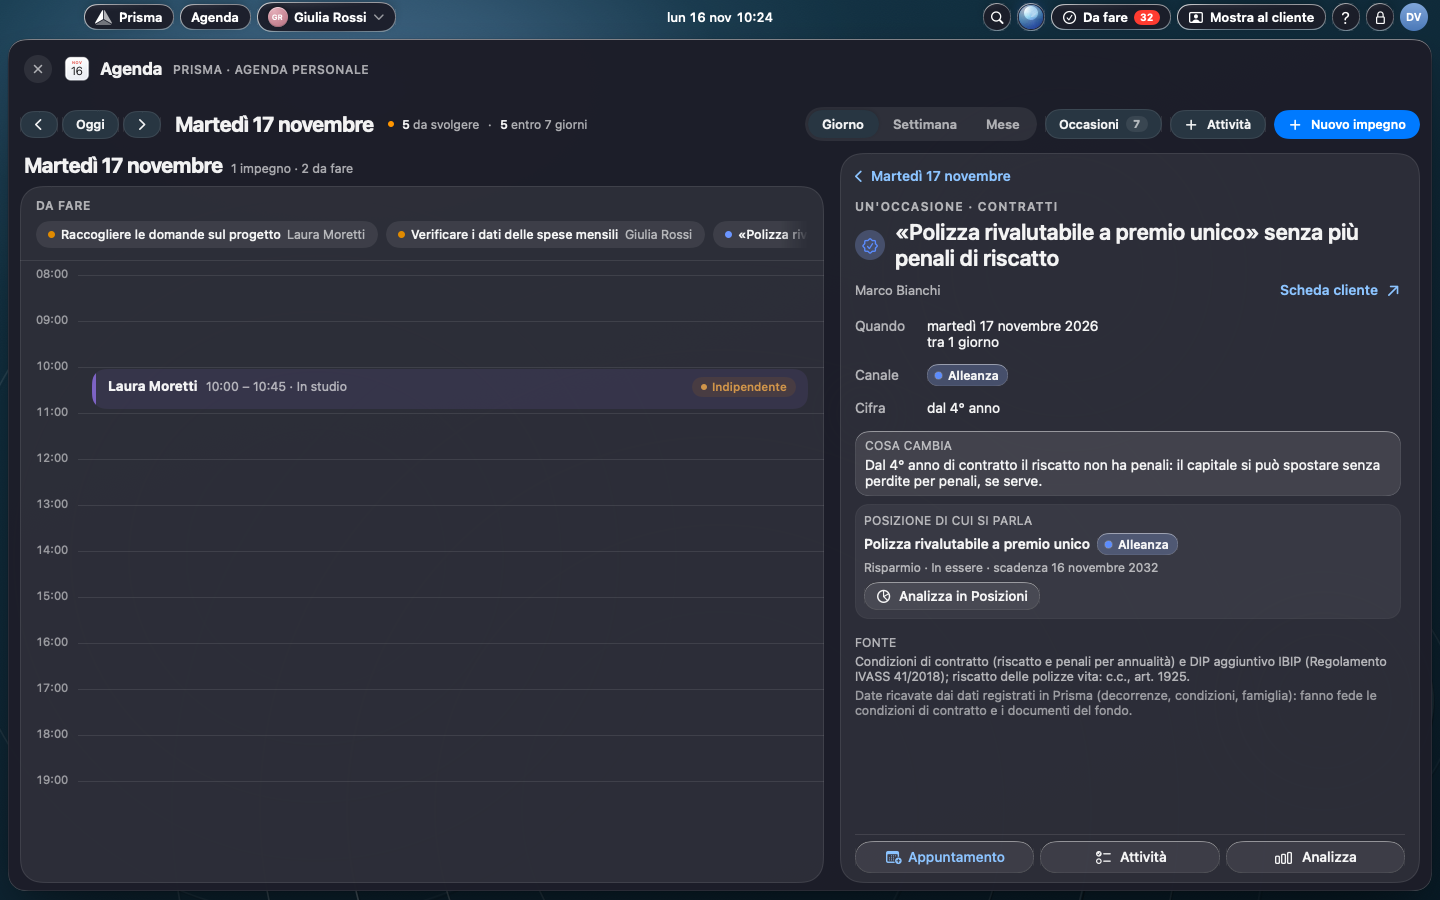 Prisma
Agenda
GR Giulia Rossi
lun 16 nov 10:24
Da fare 32
Mostra al cliente
?
DV
NOV
16
Agenda PRISMA · AGENDA PERSONALE
Oggi
Martedì 17 novembre
5 da svolgere · 5 entro 7 giorni
Giorno
Settimana
Mese
Occasioni 7
+ Attività
+ Nuovo impegno
Martedì 17 novembre 1 impegno · 2 da fare
DA FARE
Raccogliere le domande sul progetto Laura Moretti
Verificare i dati delle spese mensili Giulia Rossi
«Polizza riv
08:00
09:00
10:00
Laura Moretti 10:00 – 10:45 · In studio
Indipendente
11:00
12:00
13:00
14:00
15:00
16:00
17:00
18:00
19:00
Martedì 17 novembre
UN'OCCASIONE · CONTRATTI
«Polizza rivalutabile a premio unico» senza più
penali di riscatto
Marco Bianchi
Scheda cliente
Quando martedì 17 novembre 2026
tra 1 giorno
Canale Alleanza
Cifra dal 4° anno
COSA CAMBIA
Dal 4° anno di contratto il riscatto non ha penali: il capitale si può spostare senza
perdite per penali, se serve.
POSIZIONE DI CUI SI PARLA
Polizza rivalutabile a premio unico Alleanza
Risparmio · In essere · scadenza 16 novembre 2032
Analizza in Posizioni
FONTE
Condizioni di contratto (riscatto e penali per annualità) e DIP aggiuntivo IBIP (Regolamento
IVASS 41/2018); riscatto delle polizze vita: c.c., art. 1925.
Date ricavate dai dati registrati in Prisma (decorrenze, condizioni, famiglia): fanno fede le
condizioni di contratto e i documenti del fondo.
Appuntamento
Attività
Analizza